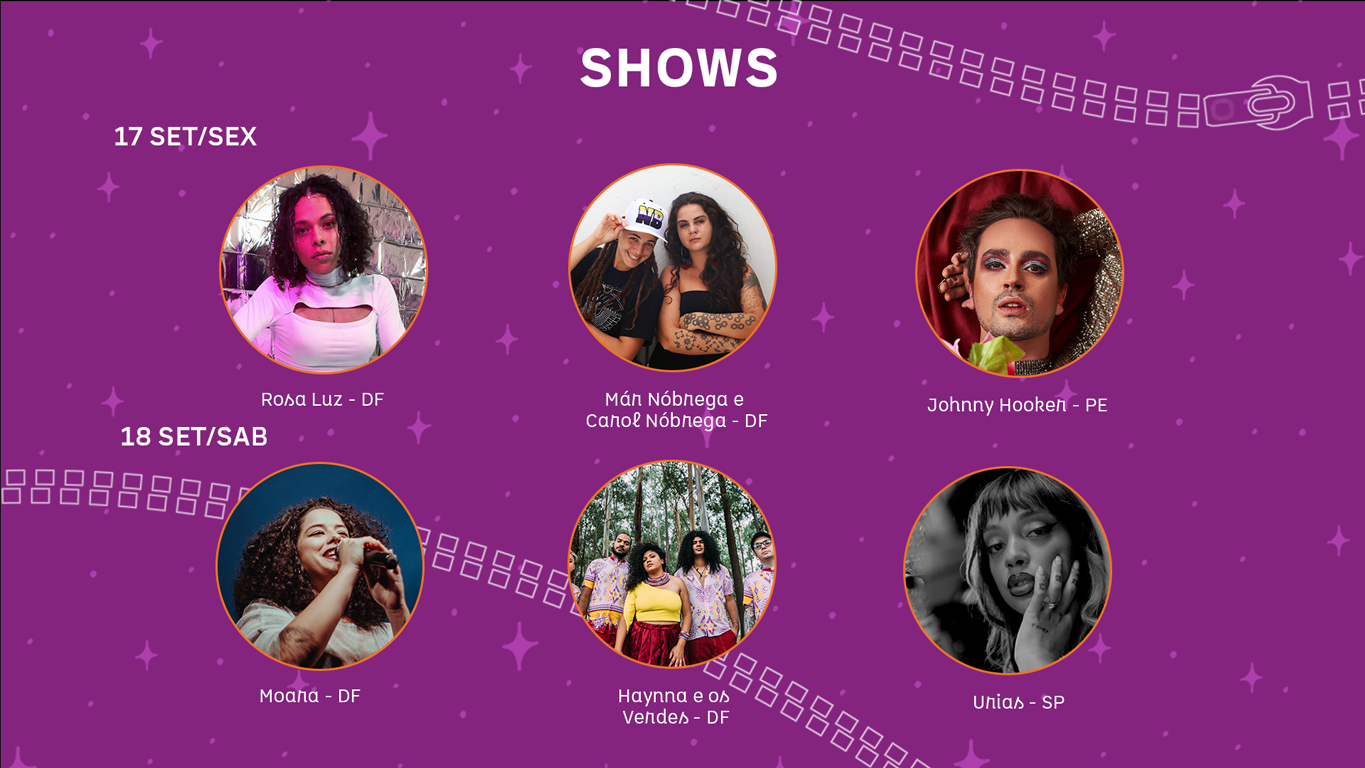 SHOWS
17 SET/SEX
NB
Rosa Luz - DF
Már Nóbrega e
Carol Nóbrega - DF
Johnny Hooker - PE
18 SET/SAB
Moara - DF
Haynna e os
Verdes - DF
Urias - SP